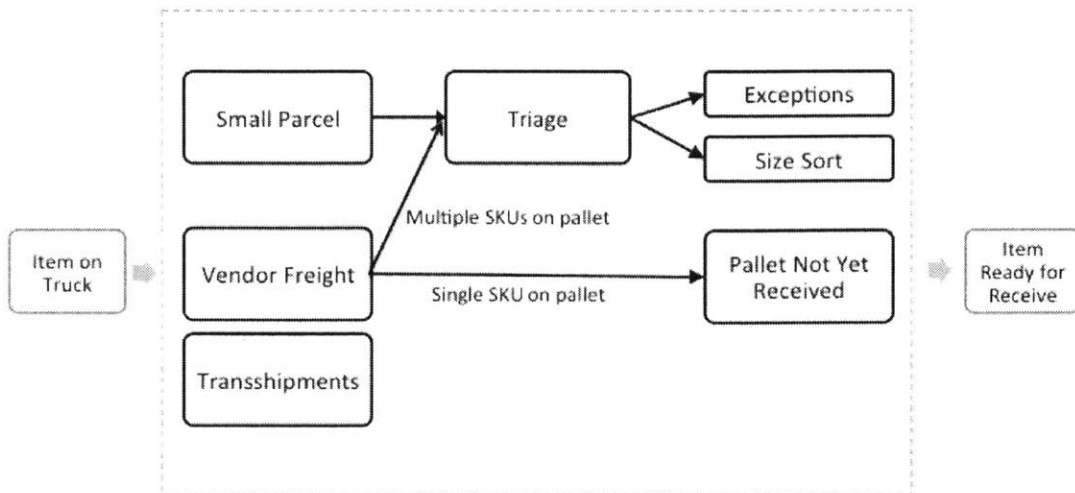 Small Parcel
Triage
Exceptions
Size Sort
Multiple SKUs on pallet
Item on
Truck
Vendor Freight
Single SKU on pallet
Pallet Not Yet
Received
Item
Ready for
Receive
Transshipments